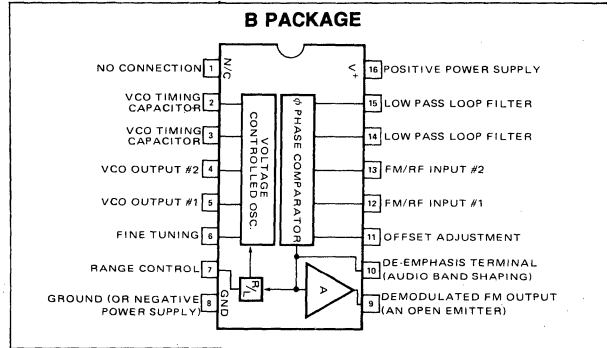 B PACKAGE
NO CONNECTION 1
N/C
V+
16 POSITIVE POWER SUPPLY
VCO TIMING
CAPACITOR 2
15 LOW PASS LOOP FILTER
VCO TIMING
CAPACITOR 3
14 LOW PASS LOOP FILTER
VCO OUTPUT #2 4
13 FM/RF INPUT #2
VCO OUTPUT #1 5
12 FM/RF INPUT #1
FINE TUNING 6
11 OFFSET ADJUSTMENT
VOLTAGE
CONTROLLED OSC.
φ PHASE COMPARATOR
RANGE CONTROL 7
R/L
A
10 DE-EMPHASIS TERMINAL
(AUDIO BAND SHAPING)
GROUND (OR NEGATIVE
POWER SUPPLY) 8
GND
9 DEMODULATED FM OUTPUT
(AN OPEN EMITTER)